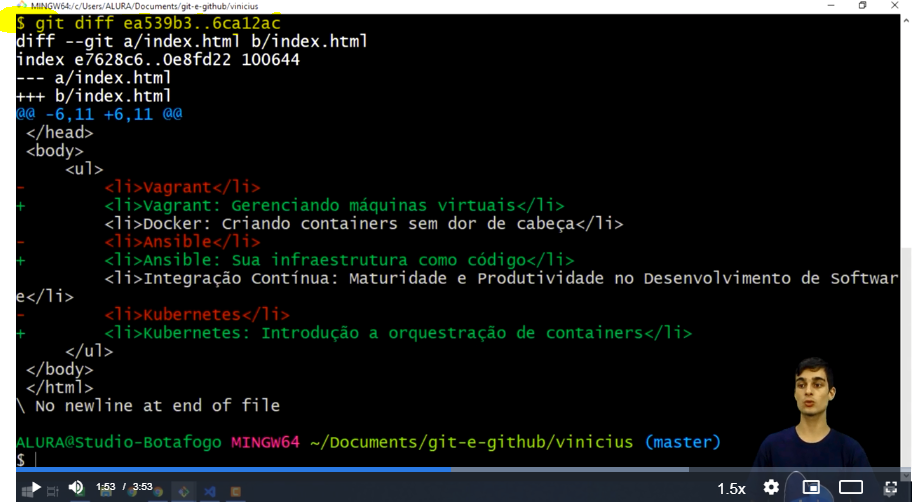 MINGW64:/c/Users/ALURA/Documents/git-e-github/vinicius
$ git diff ea539b3..6ca12ac
diff --git a/index.html b/index.html
index e7628c6..0e8fd22 100644
--- a/index.html
+++ b/index.html
@@ -6,11 +6,11 @@
 </head>
 <body>
     <ul>
-        <li>Vagrant</li>
+        <li>Vagrant: Gerenciando máquinas virtuais</li>
         <li>Docker: Criando containers sem dor de cabeça</li>
-        <li>Ansible</li>
+        <li>Ansible: Sua infraestrutura como código</li>
         <li>Integração Contínua: Maturidade e Produtividade no Desenvolvimento de Softwar
e</li>
-        <li>Kubernetes</li>
+        <li>Kubernetes: Introdução a orquestração de containers</li>
     </ul>
 </body>
 </html>
\ No newline at end of file
ALURA@Studio-Botafogo MINGW64 ~/Documents/git-e-github/vinicius (master)
$
1:53 / 3:53
1.5x